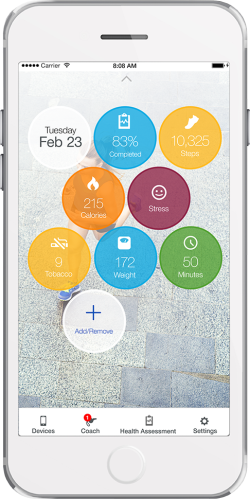 Carrier
8:08 AM
Tuesday
Feb 23
83%
Completed
10,325
Steps
215
Calories
Stress
9
Tobacco
172
Weight
50
Minutes
Add/Remove
1
Devices
Coach
Health Assessment
Settings